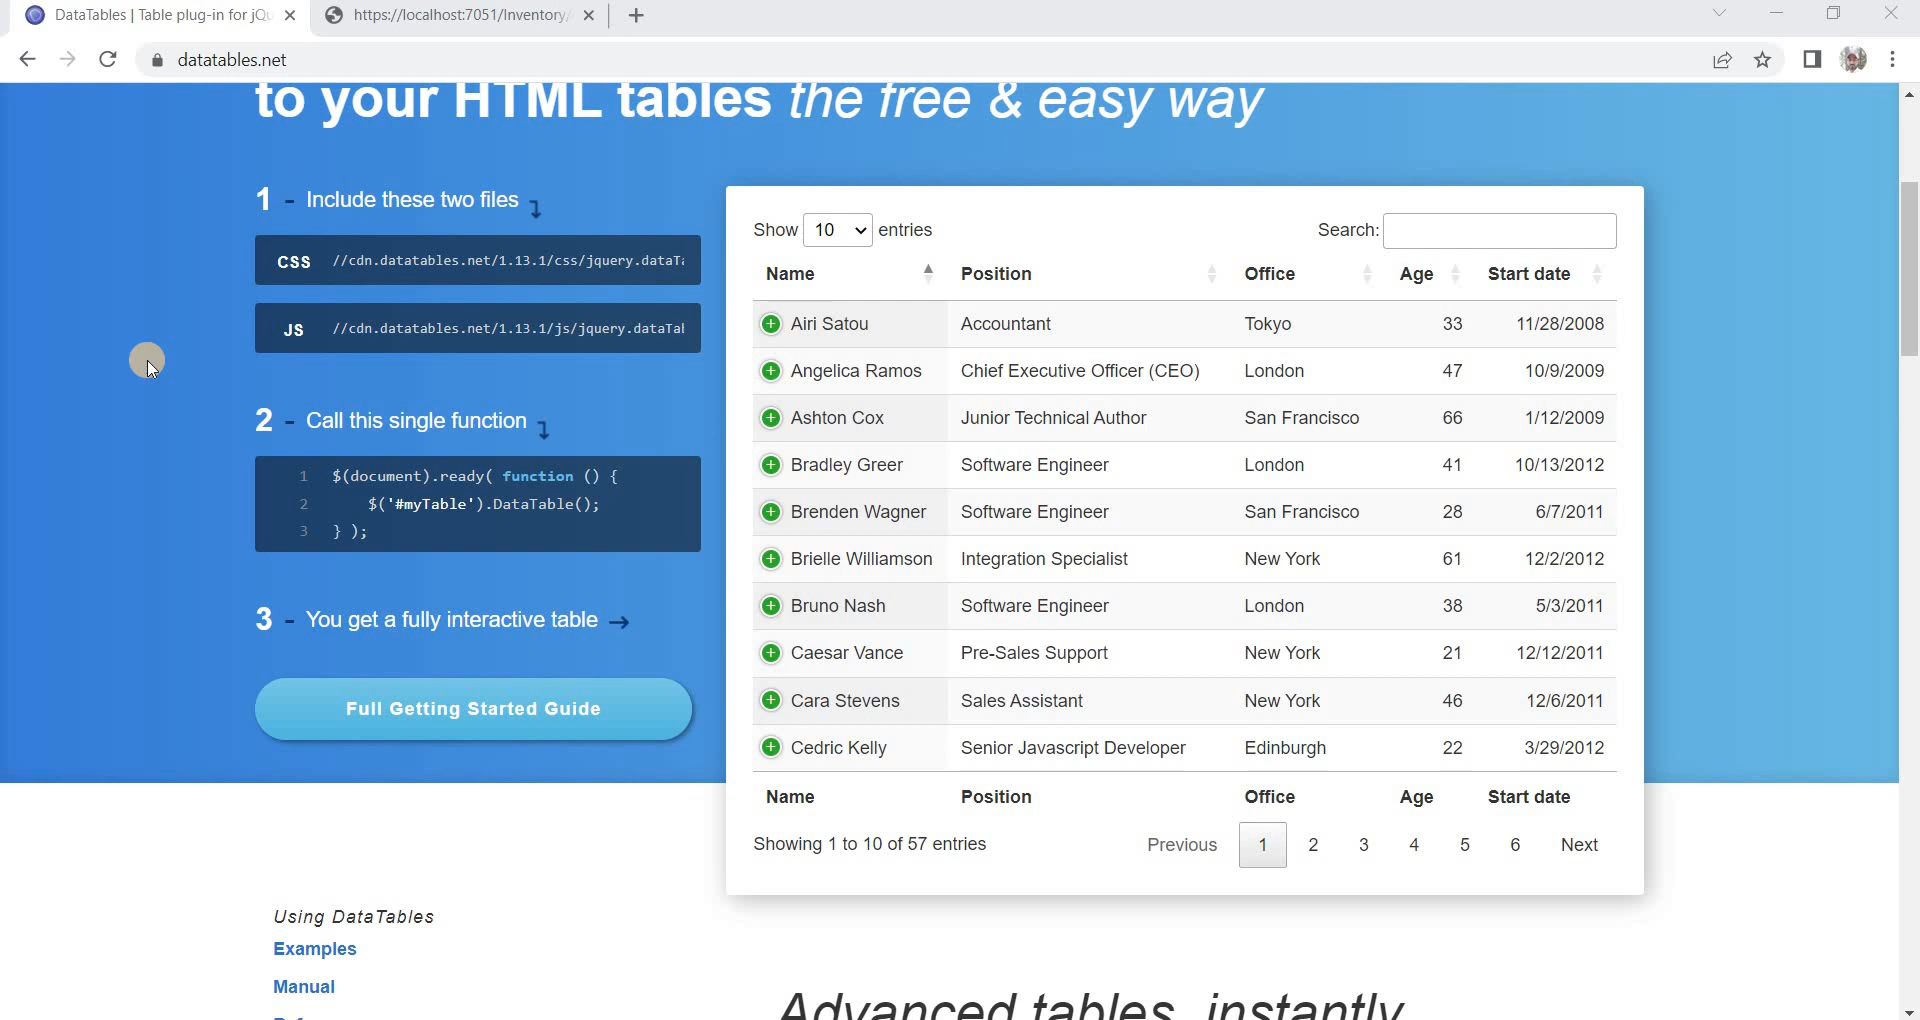 DataTables | Table plug-in for jQu
https://localhost:7051/Inventory/
datatables.net
to your HTML tables the free & easy way
1 - Include these two files
CSS //cdn.datatables.net/1.13.1/css/jquery.dataTa
JS //cdn.datatables.net/1.13.1/js/jquery.dataTal
2 - Call this single function
1 $(document).ready( function () {
2 $('#myTable').DataTable();
3 } );
3 - You get a fully interactive table →
Full Getting Started Guide
Show 10 entries
Search:
Name Position Office Age Start date
Airi Satou Accountant Tokyo 33 11/28/2008
Angelica Ramos Chief Executive Officer (CEO) London 47 10/9/2009
Ashton Cox Junior Technical Author San Francisco 66 1/12/2009
Bradley Greer Software Engineer London 41 10/13/2012
Brenden Wagner Software Engineer San Francisco 28 6/7/2011
Brielle Williamson Integration Specialist New York 61 12/2/2012
Bruno Nash Software Engineer London 38 5/3/2011
Caesar Vance Pre-Sales Support New York 21 12/12/2011
Cara Stevens Sales Assistant New York 46 12/6/2011
Cedric Kelly Senior Javascript Developer Edinburgh 22 3/29/2012
Name Position Office Age Start date
Showing 1 to 10 of 57 entries
Previous 1 2 3 4 5 6 Next
Using DataTables
Examples
Manual
Advanced tables, instantly